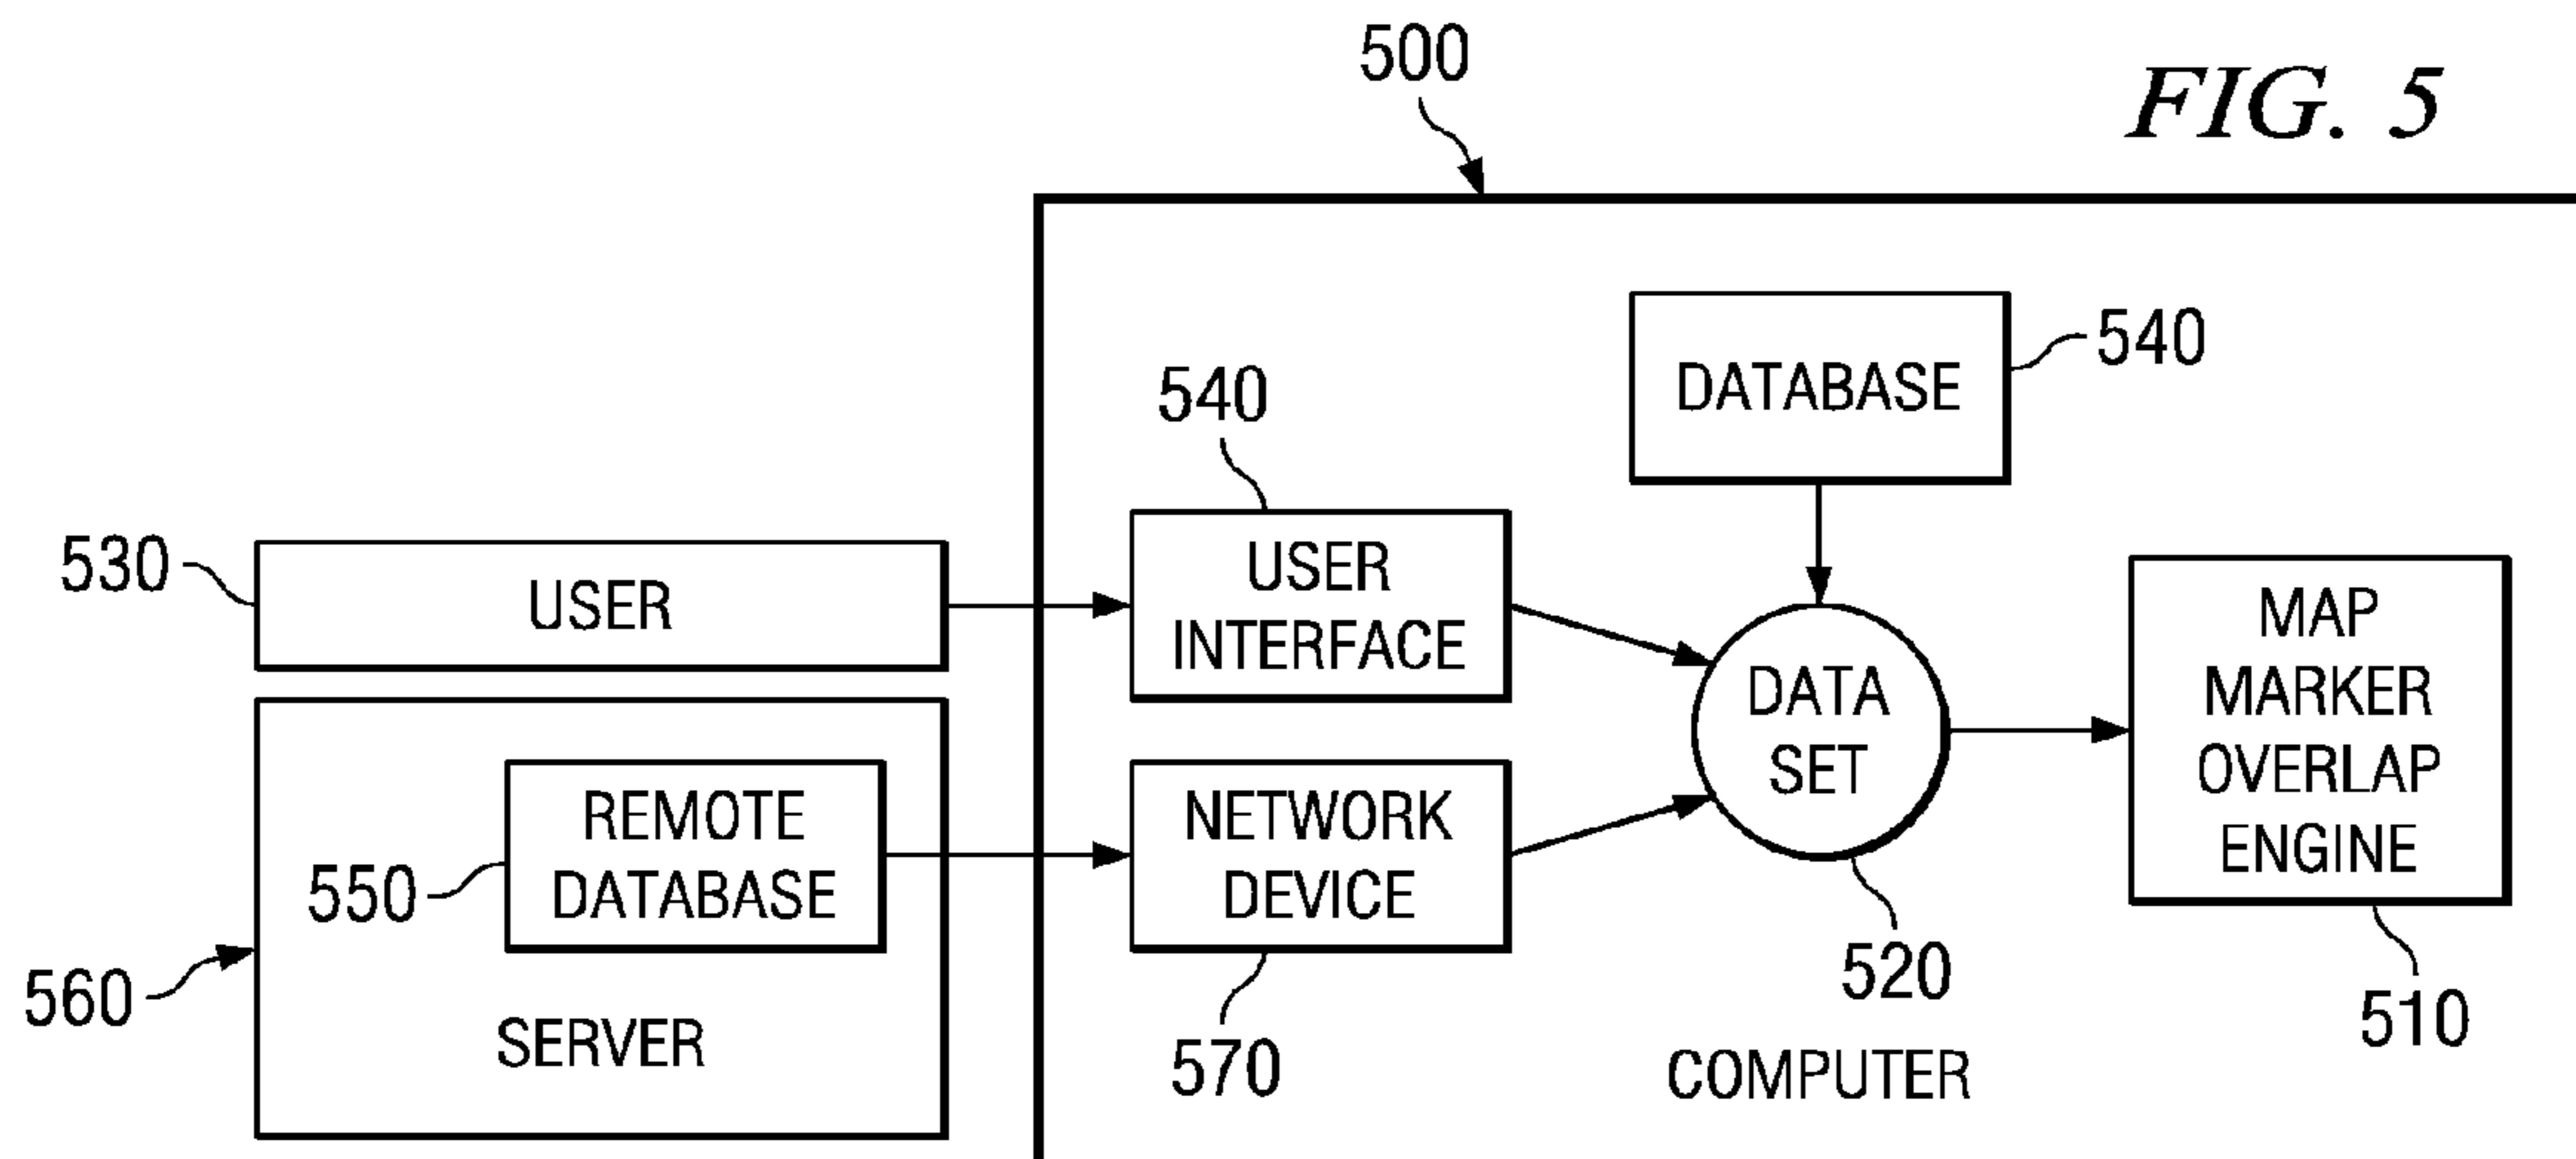 500
FIG. 5
DATABASE
540
540
USER
INTERFACE
530
USER
MAP
MARKER
OVERLAP
ENGINE
510
DATA
SET
520
REMOTE
DATABASE
550
NETWORK
DEVICE
570
560
SERVER
COMPUTER